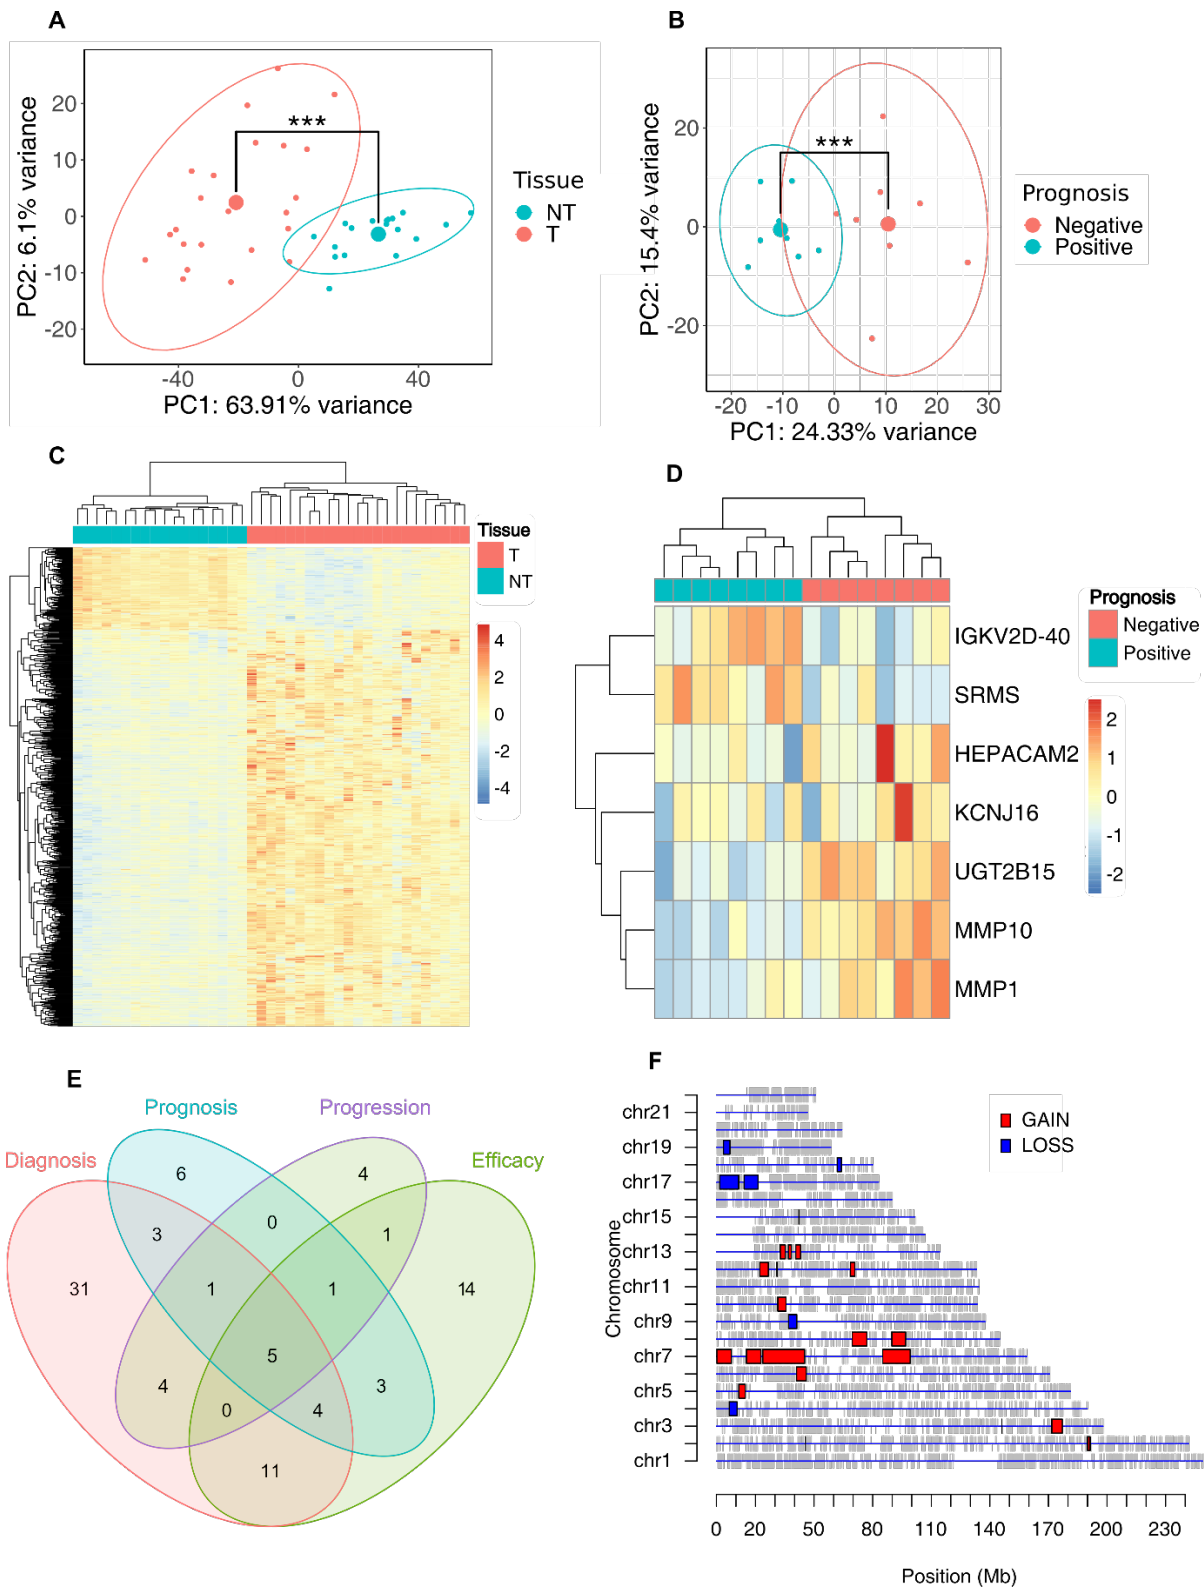 A
PC2: 6.1% variance
20
10
0
-10
-20
***
-40
0
40
PC1: 63.91% variance
Tissue
NT
T
B
PC2: 15.4% variance
20
0
-20
***
-20
-10
0
10
20
30
PC1: 24.33% variance
Prognosis
Negative
Positive
C
Tissue
T
NT
4
2
0
-2
-4
D
IGKV2D-40
SRMS
HEPACAM2
KCNJ16
UGT2B15
MMP10
MMP1
Prognosis
Negative
Positive
2
1
0
-1
-2
E
Prognosis
Progression
Diagnosis
Efficacy
6
4
3
0
1
31
1
1
14
5
4
3
0
4
11
F
Chromosome
chr21
chr19
chr17
chr15
chr13
chr11
chr9
chr7
chr5
chr3
chr1
GAIN
LOSS
0
20
50
80
110
140
170
200
230
Position (Mb)